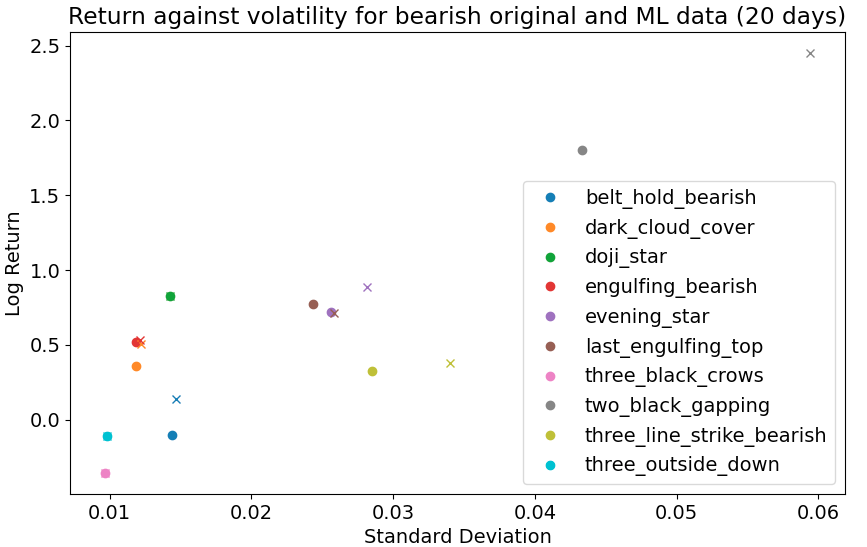 Return against volatility for bearish original and ML data (20 days)
2.5
2.0
1.5
1.0
0.5
0.0
Log Return
belt_hold_bearish
dark_cloud_cover
doji_star
engulfing_bearish
evening_star
last_engulfing_top
three_black_crows
two_black_gapping
three_line_strike_bearish
three_outside_down
0.01 0.02 0.03 0.04 0.05 0.06
Standard Deviation